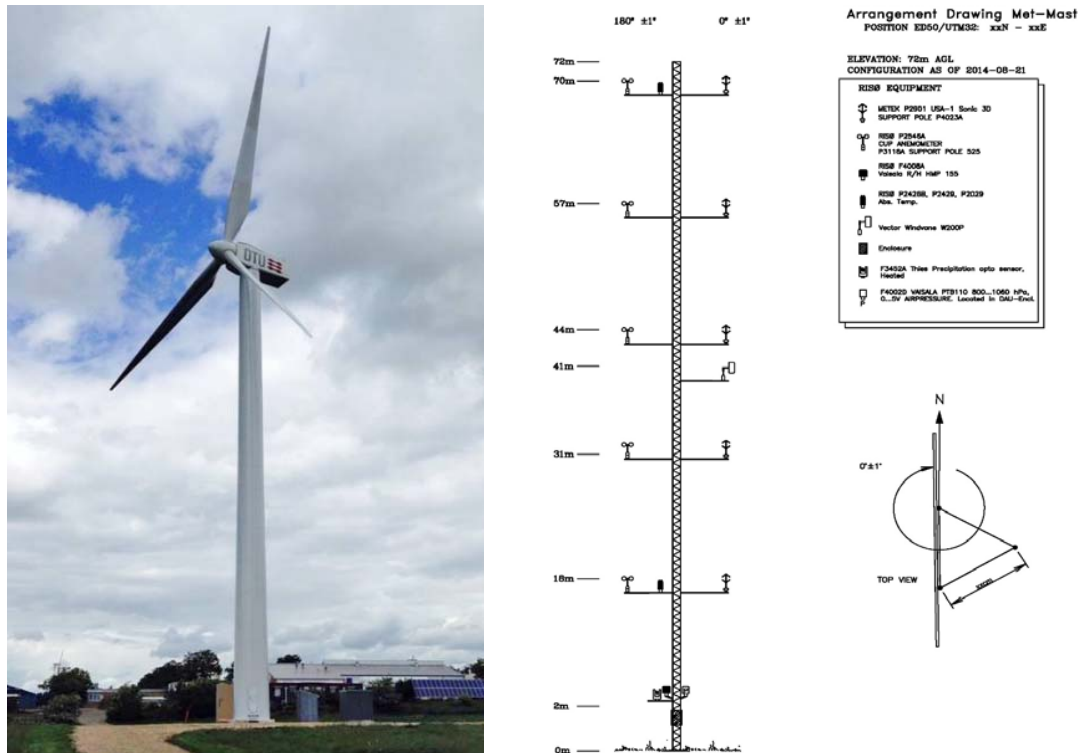 DTU
180° ±1°
0° ±1°
72m
70m
57m
44m
41m
31m
18m
2m
0m
Arrangement Drawing Met-Mast
POSITION ED50/UTM32: xxN - xxE
ELEVATION: 72m AGL
CONFIGURATION AS OF 2014-08-21
RISØ EQUIPMENT
METEK P2901 USA-1 Sonic 3D
SUPPORT POLE P4023A
RISØ P2546A
CUP ANEMOMETER
P3118A SUPPORT POLE 525
RISØ F4008A
Vaisala R/H HMP 155
RISØ P2426B, P2429, P2029
Abs. Temp.
Vector Windvane W200P
Enclosure
F3452A Thies Precipitation opto sensor,
Heated
F4002D VAISALA PTB110 800...1060 hPa,
0...5V AIRPRESSURE. Located in DAU-Encl.
N
0°±1°
TOP VIEW